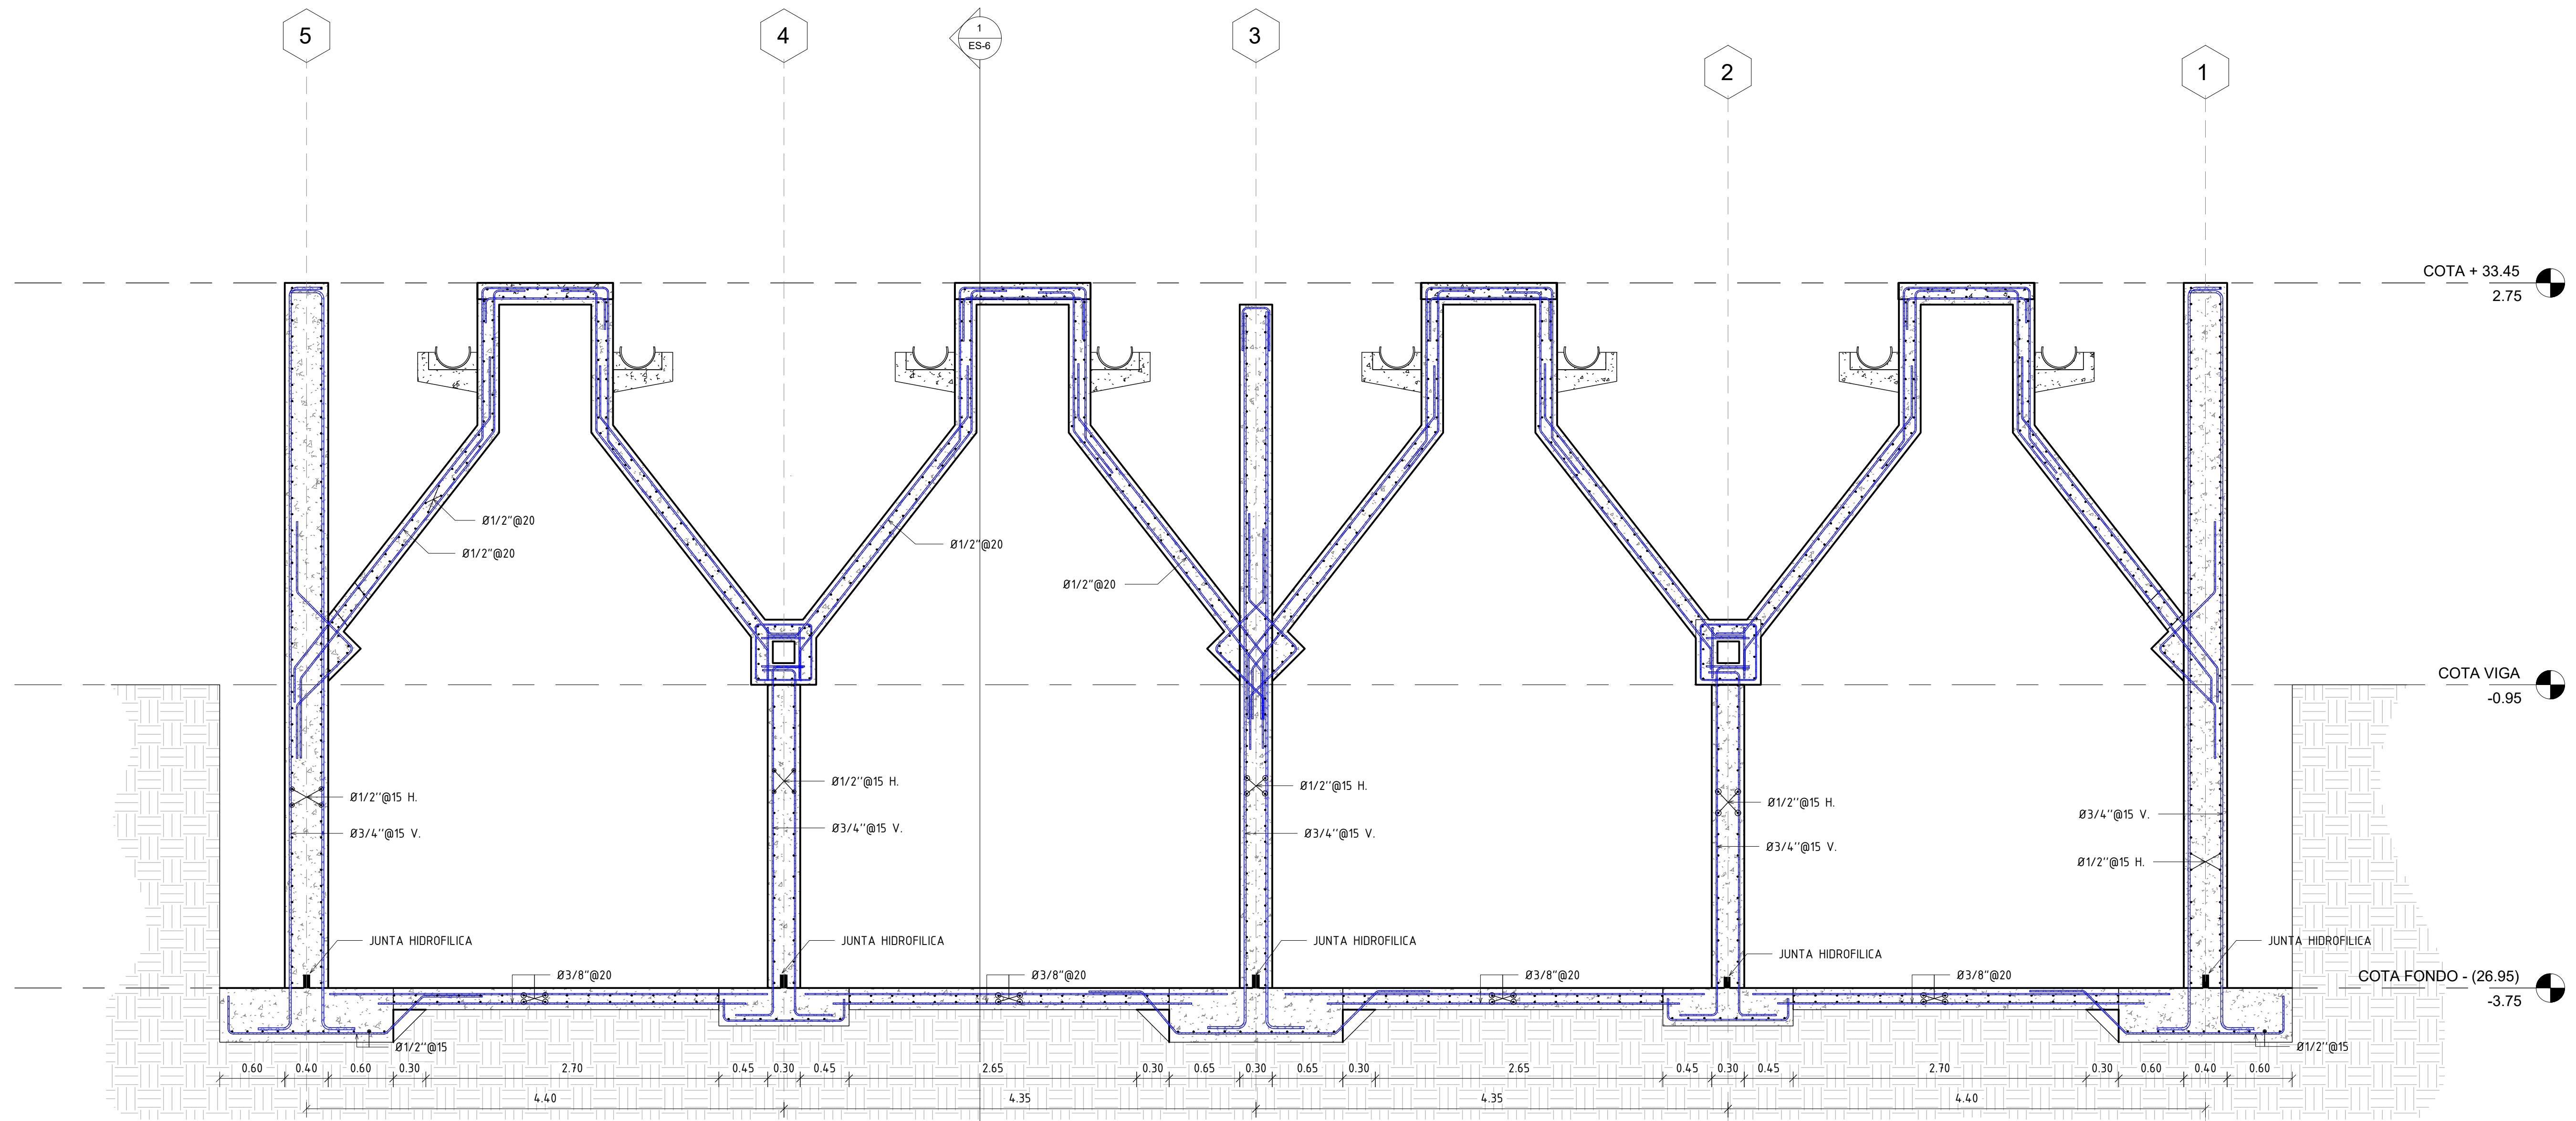 5
4
1
ES-6
3
2
1
COTA + 33.45
2.75
Ø1/2"@20
Ø1/2"@20
Ø1/2"@20
Ø1/2"@20
COTA VIGA
-0.95
Ø1/2''@15 H.
Ø3/4''@15 V.
Ø1/2''@15 H.
Ø3/4''@15 V.
Ø1/2''@15 H.
Ø3/4''@15 V.
Ø1/2''@15 H.
Ø3/4''@15 V.
Ø3/4''@15 V.
Ø1/2''@15 H.
JUNTA HIDROFILICA
JUNTA HIDROFILICA
JUNTA HIDROFILICA
JUNTA HIDROFILICA
JUNTA HIDROFILICA
Ø3/8"@20
Ø3/8"@20
Ø3/8"@20
Ø3/8"@20
COTA FONDO - (26.95)
-3.75
Ø1/2''@15
Ø1/2''@15
0.60 0.40 0.60 0.30 2.70 0.45 0.30 0.45 2.65 0.30 0.65 0.30 0.65 0.30 2.65 0.45 0.30 0.45 2.70 0.30 0.60 0.40 0.60
4.40 4.35 4.35 4.40